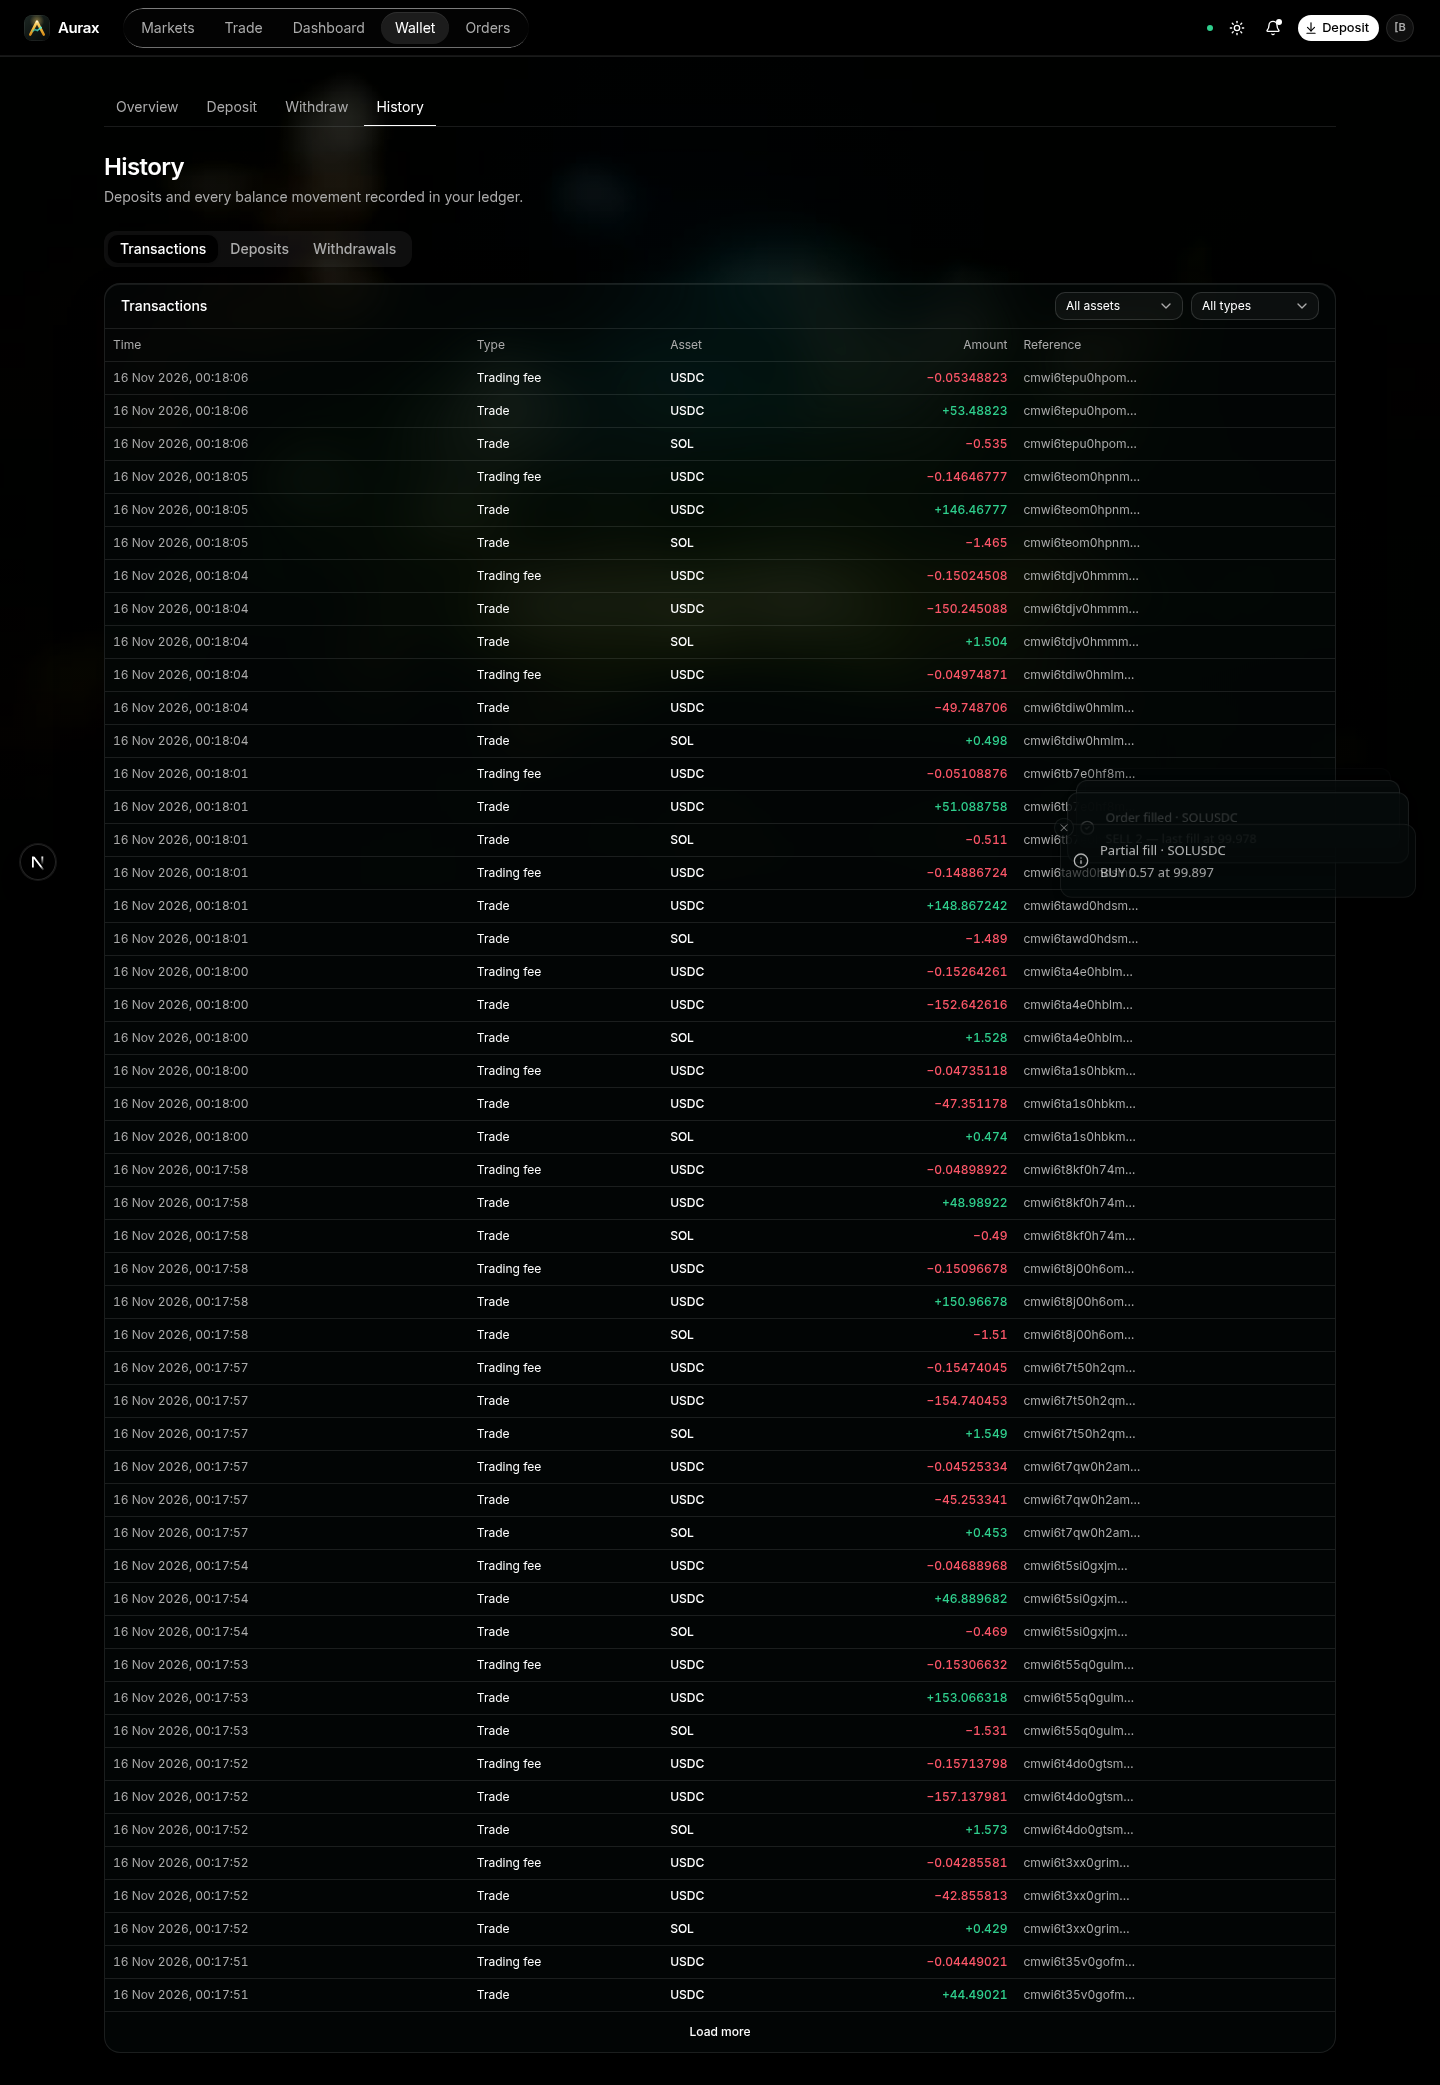 Aurax Markets Trade Dashboard Wallet Orders Deposit [B
Overview Deposit Withdraw History
History
Deposits and every balance movement recorded in your ledger.
Transactions Deposits Withdrawals
Transactions All assets All types
Time Type Asset Amount Reference
16 Nov 2026, 00:18:06 Trading fee USDC −0.05348823 cmwi6tepu0hpom...
16 Nov 2026, 00:18:06 Trade USDC +53.48823 cmwi6tepu0hpom...
16 Nov 2026, 00:18:06 Trade SOL −0.535 cmwi6tepu0hpom...
16 Nov 2026, 00:18:05 Trading fee USDC −0.14646777 cmwi6teom0hpnm...
16 Nov 2026, 00:18:05 Trade USDC +146.46777 cmwi6teom0hpnm...
16 Nov 2026, 00:18:05 Trade SOL −1.465 cmwi6teom0hpnm...
16 Nov 2026, 00:18:04 Trading fee USDC −0.15024508 cmwi6tdjv0hmmm...
16 Nov 2026, 00:18:04 Trade USDC −150.245088 cmwi6tdjv0hmmm...
16 Nov 2026, 00:18:04 Trade SOL +1.504 cmwi6tdjv0hmmm...
16 Nov 2026, 00:18:04 Trading fee USDC −0.04974871 cmwi6tdiw0hmlm...
16 Nov 2026, 00:18:04 Trade USDC −49.748706 cmwi6tdiw0hmlm...
16 Nov 2026, 00:18:04 Trade SOL +0.498 cmwi6tdiw0hmlm...
16 Nov 2026, 00:18:01 Trading fee USDC −0.05108876 cmwi6tb7e0hf8m...
16 Nov 2026, 00:18:01 Trade USDC +51.088758
Order filled · SOLUSDC
16 Nov 2026, 00:18:01 Trade SOL −0.511
SELL 2 — last fill at 99.978
Partial fill · SOLUSDC
16 Nov 2026, 00:18:01 Trading fee USDC −0.14886724
BUY 0.57 at 99.897
16 Nov 2026, 00:18:01 Trade USDC +148.867242 cmwi6tawd0hdsm...
16 Nov 2026, 00:18:01 Trade SOL −1.489 cmwi6tawd0hdsm...
16 Nov 2026, 00:18:00 Trading fee USDC −0.15264261 cmwi6ta4e0hblm...
16 Nov 2026, 00:18:00 Trade USDC −152.642616 cmwi6ta4e0hblm...
16 Nov 2026, 00:18:00 Trade SOL +1.528 cmwi6ta4e0hblm...
16 Nov 2026, 00:18:00 Trading fee USDC −0.04735118 cmwi6ta1s0hbkm...
16 Nov 2026, 00:18:00 Trade USDC −47.351178 cmwi6ta1s0hbkm...
16 Nov 2026, 00:18:00 Trade SOL +0.474 cmwi6ta1s0hbkm...
16 Nov 2026, 00:17:58 Trading fee USDC −0.04898922 cmwi6t8kf0h74m...
16 Nov 2026, 00:17:58 Trade USDC +48.98922 cmwi6t8kf0h74m...
16 Nov 2026, 00:17:58 Trade SOL −0.49 cmwi6t8kf0h74m...
16 Nov 2026, 00:17:58 Trading fee USDC −0.15096678 cmwi6t8j00h6om...
16 Nov 2026, 00:17:58 Trade USDC +150.96678 cmwi6t8j00h6om...
16 Nov 2026, 00:17:58 Trade SOL −1.51 cmwi6t8j00h6om...
16 Nov 2026, 00:17:57 Trading fee USDC −0.15474045 cmwi6t7t50h2qm...
16 Nov 2026, 00:17:57 Trade USDC −154.740453 cmwi6t7t50h2qm...
16 Nov 2026, 00:17:57 Trade SOL +1.549 cmwi6t7t50h2qm...
16 Nov 2026, 00:17:57 Trading fee USDC −0.04525334 cmwi6t7qw0h2am...
16 Nov 2026, 00:17:57 Trade USDC −45.253341 cmwi6t7qw0h2am...
16 Nov 2026, 00:17:57 Trade SOL +0.453 cmwi6t7qw0h2am...
16 Nov 2026, 00:17:54 Trading fee USDC −0.04688968 cmwi6t5si0gxjm...
16 Nov 2026, 00:17:54 Trade USDC +46.889682 cmwi6t5si0gxjm...
16 Nov 2026, 00:17:54 Trade SOL −0.469 cmwi6t5si0gxjm...
16 Nov 2026, 00:17:53 Trading fee USDC −0.15306632 cmwi6t55q0gulm...
16 Nov 2026, 00:17:53 Trade USDC +153.066318 cmwi6t55q0gulm...
16 Nov 2026, 00:17:53 Trade SOL −1.531 cmwi6t55q0gulm...
16 Nov 2026, 00:17:52 Trading fee USDC −0.15713798 cmwi6t4do0gtsm...
16 Nov 2026, 00:17:52 Trade USDC −157.137981 cmwi6t4do0gtsm...
16 Nov 2026, 00:17:52 Trade SOL +1.573 cmwi6t4do0gtsm...
16 Nov 2026, 00:17:52 Trading fee USDC −0.04285581 cmwi6t3xx0grim...
16 Nov 2026, 00:17:52 Trade USDC −42.855813 cmwi6t3xx0grim...
16 Nov 2026, 00:17:52 Trade SOL +0.429 cmwi6t3xx0grim...
16 Nov 2026, 00:17:51 Trading fee USDC −0.04449021 cmwi6t35v0gofm...
16 Nov 2026, 00:17:51 Trade USDC +44.49021 cmwi6t35v0gofm...
Load more